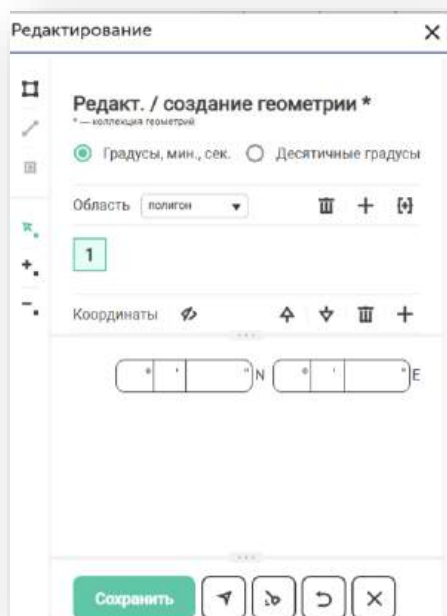 Редактирование
Редакт. / создание геометрии *
* — коллекция геометрий
Градусы, мин., сек. Десятичные градусы
Область полигон
1
Координаты
° ' " N ° ' " E
Сохранить